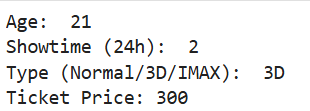 Age:  21
Showtime (24h):  2
Type (Normal/3D/IMAX):  3D
Ticket Price: 300